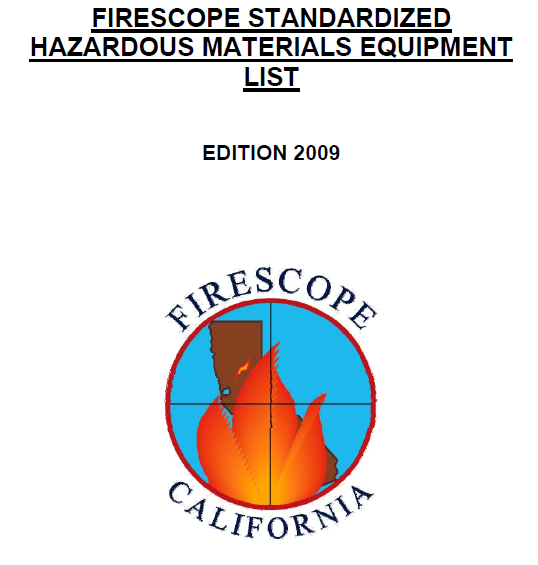 FIRESCOPE STANDARDIZED
HAZARDOUS MATERIALS EQUIPMENT
LIST
EDITION 2009
FIRESCOPE
CALIFORNIA